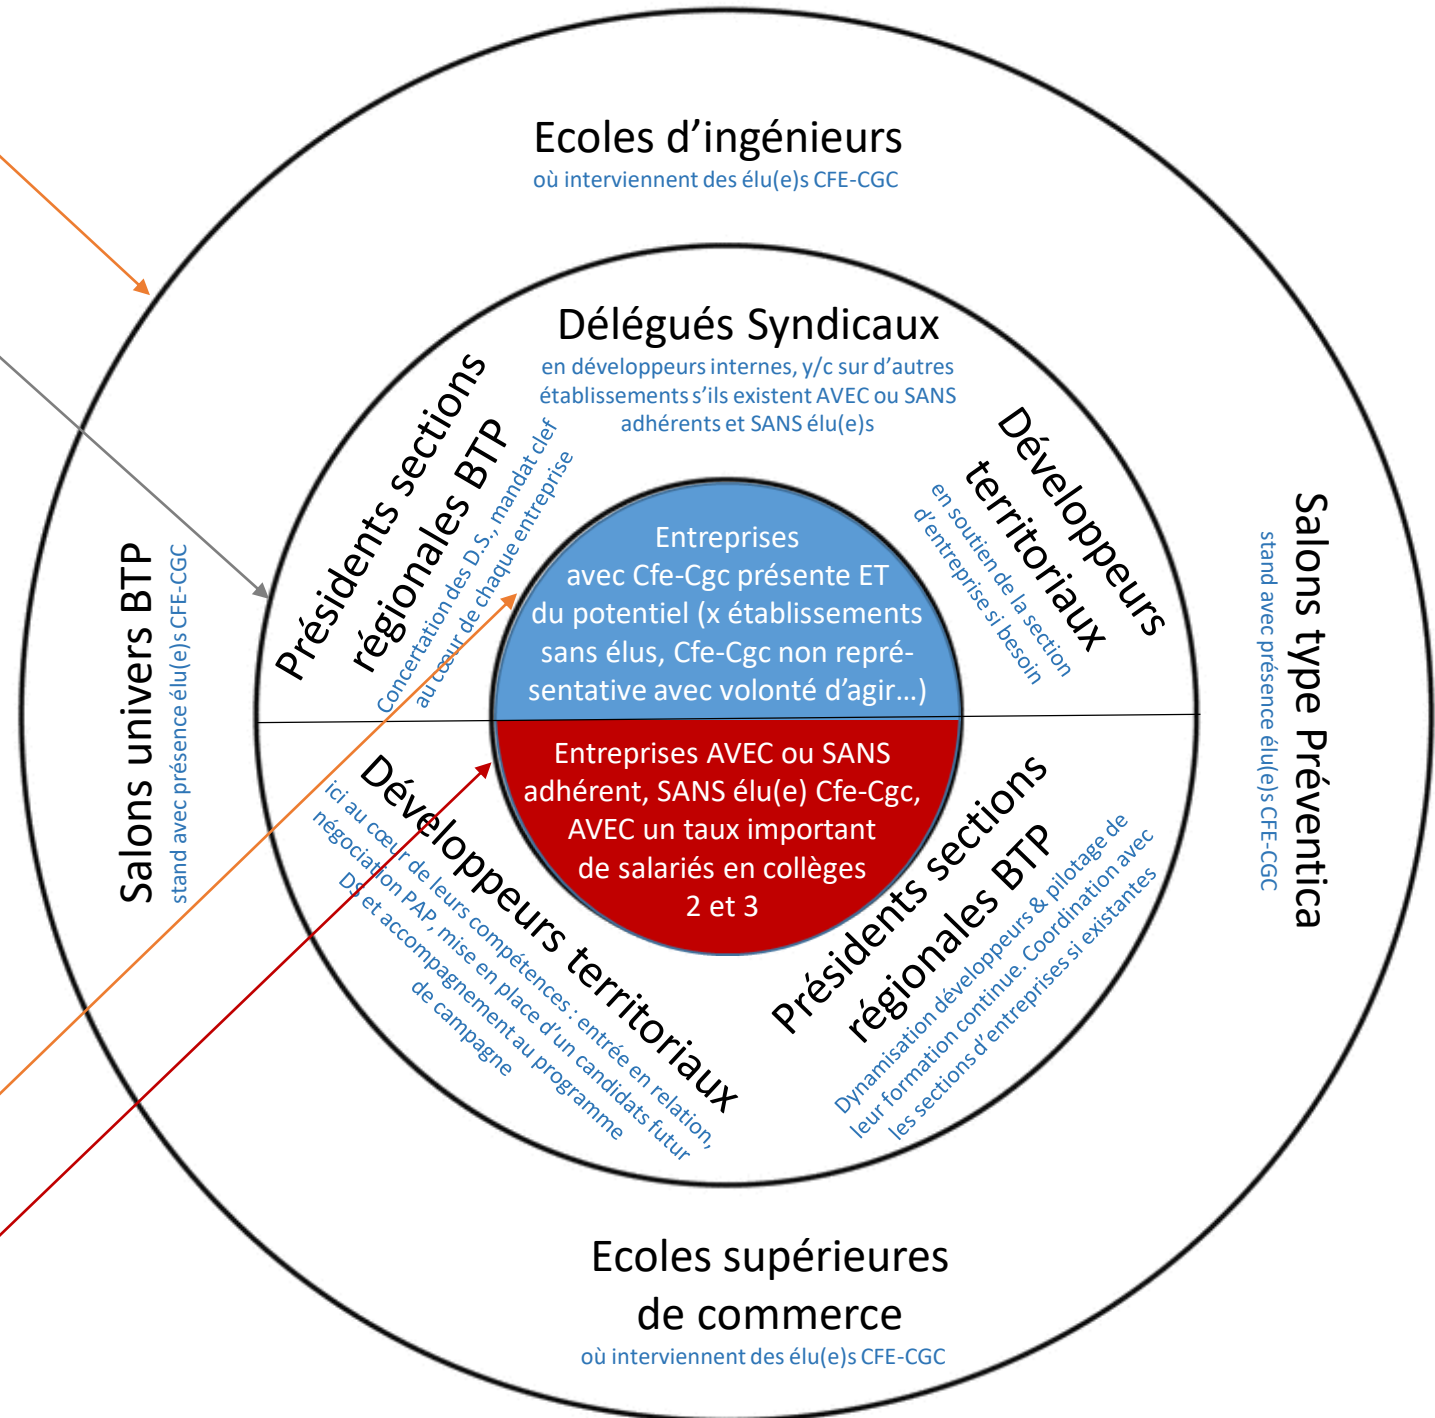 Ecoles d’ingénieurs
où interviennent des élu(e)s CFE-CGC
Délégués Syndicaux
en développeurs internes, y/c sur d’autres
établissements s’ils existent AVEC ou SANS
adhérents et SANS élu(e)s
Présidents sections
régionales BTP
Concertation des D.S., mandat clef
au cœur de chaque entreprise
Développeurs
territoriaux
en soutien de la section
d’entreprise si besoin
Salons univers BTP
stand avec présence élu(e)s CFE-CGC
Salons type Préventica
stand avec présence élu(e)s CFE-CGC
Entreprises
avec Cfe-Cgc présente ET
du potentiel (x établissements
sans élus, Cfe-Cgc non repré-
sentative avec volonté d’agir…)
Entreprises AVEC ou SANS
adhérent, SANS élu(e) Cfe-Cgc,
AVEC un taux important
de salariés en collèges
2 et 3
Développeurs territoriaux
ici au cœur de leurs compétences : entrée en relation,
négociation PAP, mise en place d’un candidats futur
DS et accompagnement au programme
de campagne
Présidents sections
régionales BTP
Dynamisation développeurs & pilotage de
leur formation continue. Coordination avec
les sections d’entreprises si existantes
Ecoles supérieures
de commerce
où interviennent des élu(e)s CFE-CGC